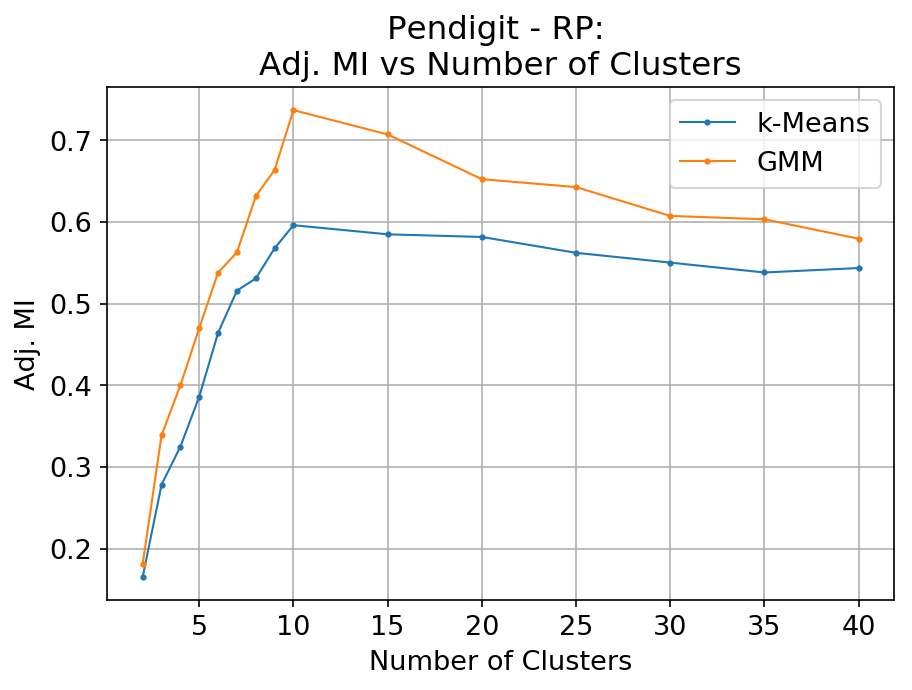 Pendigit - RP:
Adj. MI vs Number of Clusters
k-Means
GMM
Adj. MI
0.7
0.6
0.5
0.4
0.3
0.2
5 10 15 20 25 30 35 40
Number of Clusters